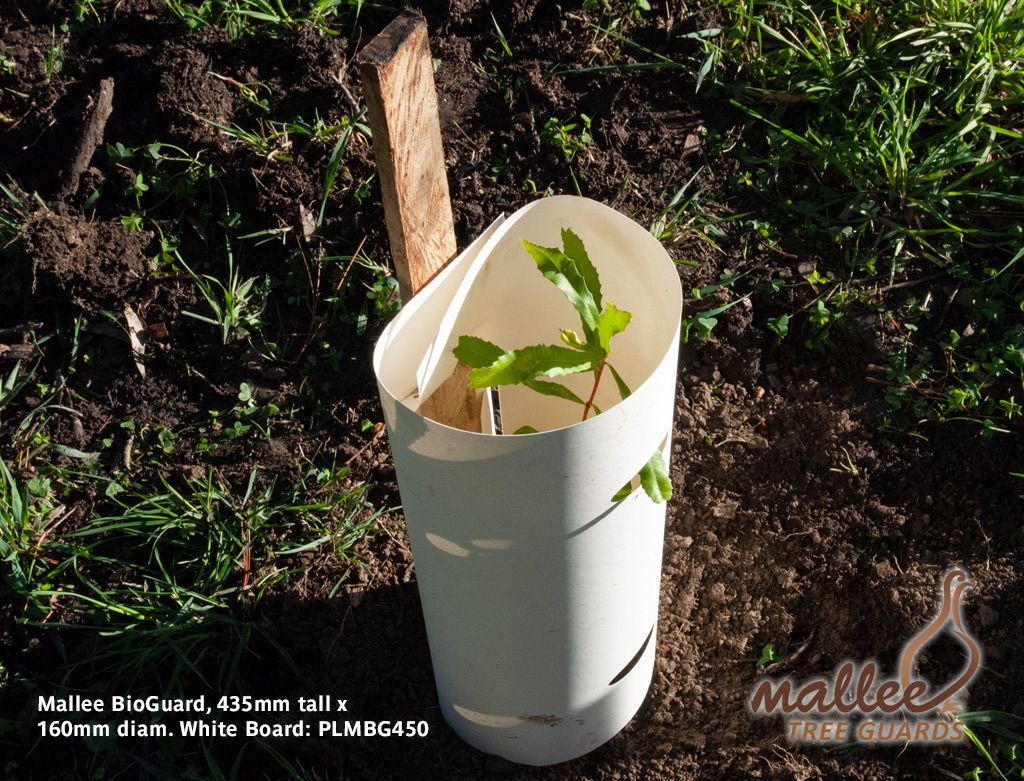 Mallee BioGuard, 435mm tall x
160mm diam. White Board: PLMBG450
mallee
TREE GUARDS